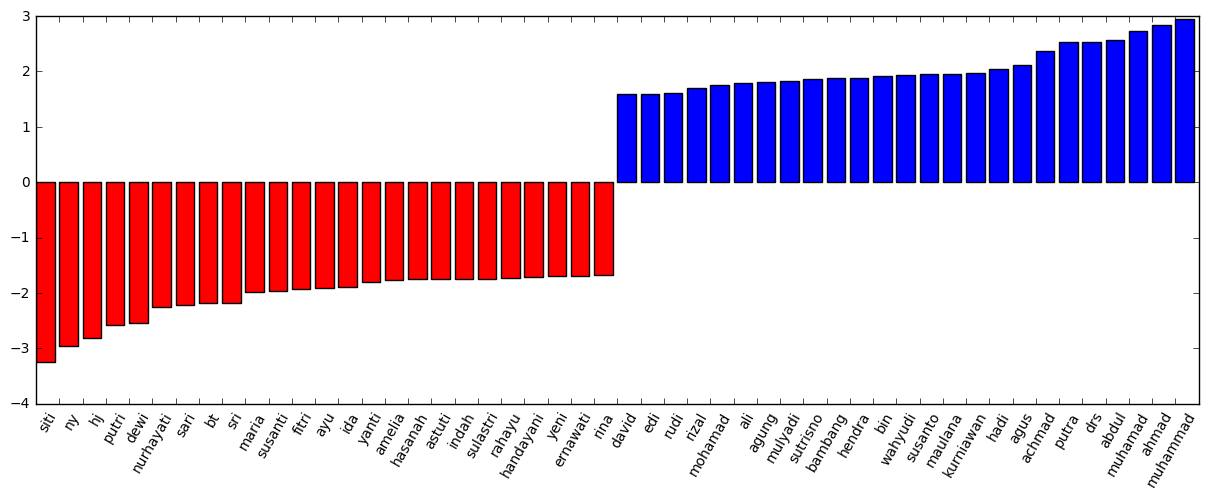 3
2
1
0
−1
−2
−3
−4
siti
ny
hj
putri
dewi
nurhayati
sari
bt
sri
maria
susanti
fitri
ayu
ida
yanti
amelia
hasanah
astuti
indah
sulastri
rahayu
handayani
yeni
ernawati
rina
david
edi
rudi
rizal
mohamad
ali
agung
mulyadi
sutrisno
bambang
hendra
bin
wahyudi
susanto
maulana
kurniawan
hadi
agus
achmad
putra
drs
abdul
muhamad
ahmad
muhammad